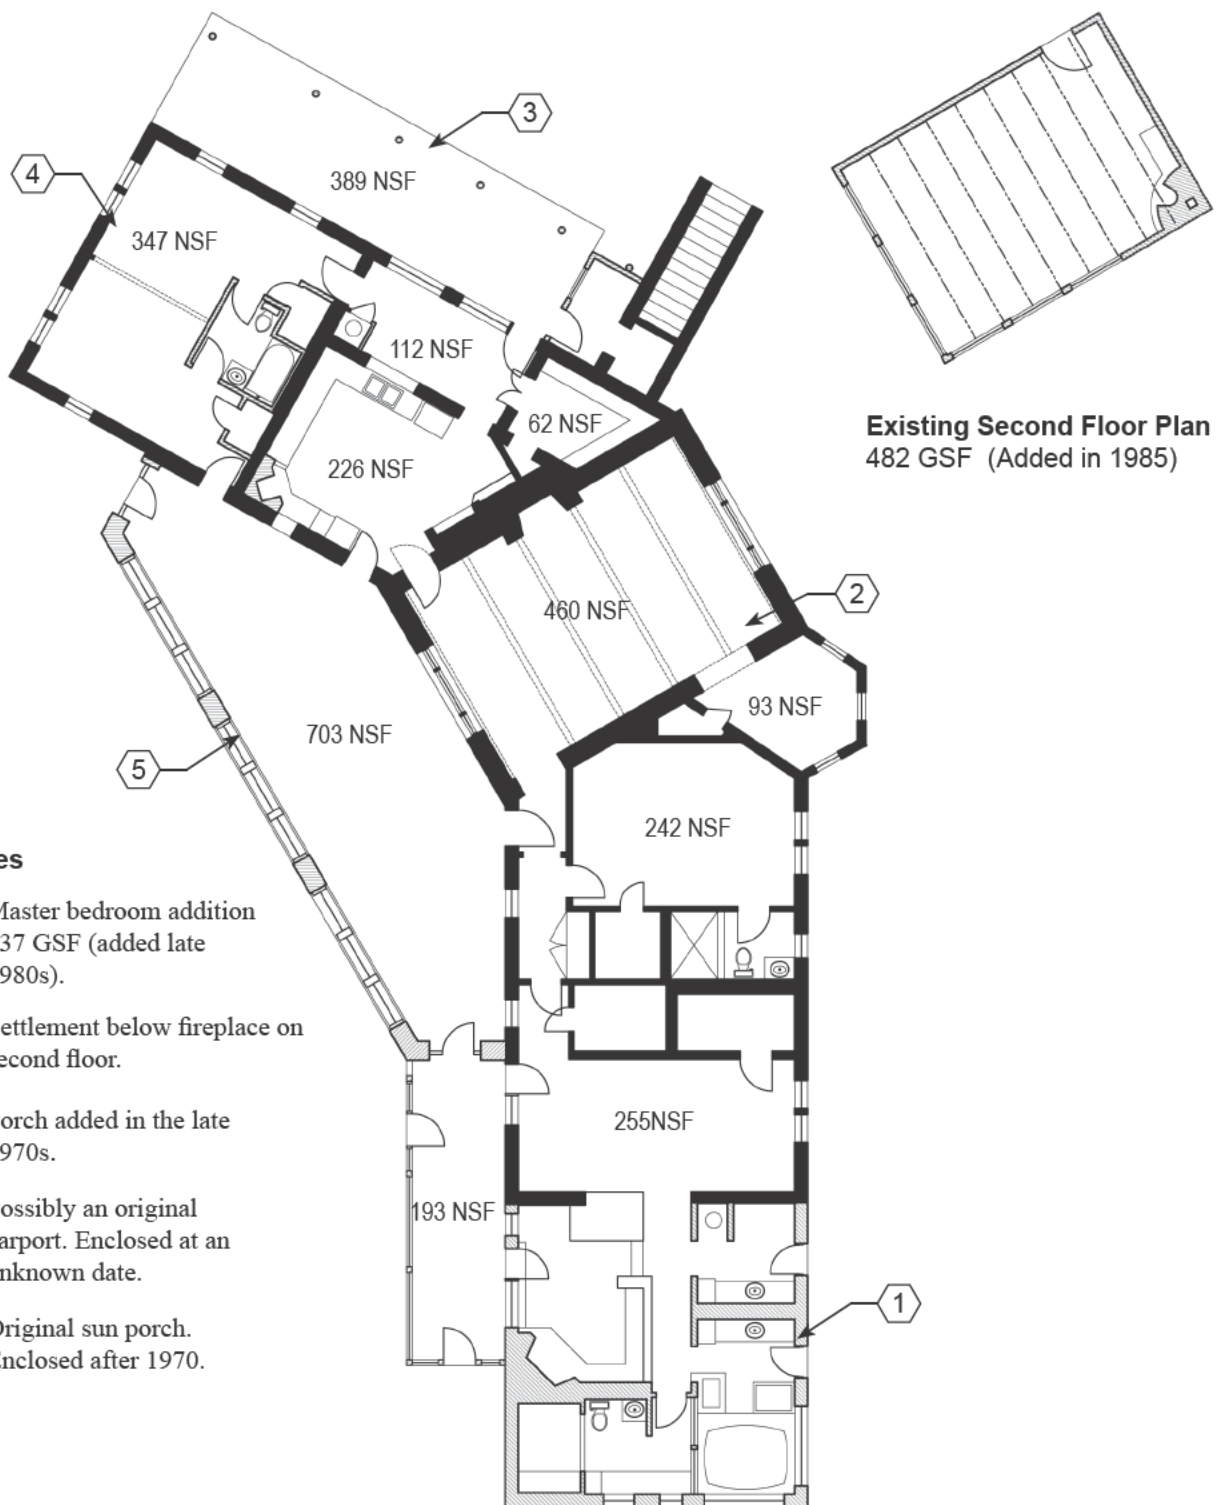 3
4
389 NSF
347 NSF
112 NSF
62 NSF
226 NSF
Existing Second Floor Plan
482 GSF (Added in 1985)
460 NSF
2
93 NSF
703 NSF
5
242 NSF
es
Master bedroom addition
37 GSF (added late
980s).
ettlement below fireplace on
econd floor.
255NSF
orch added in the late
970s.
193 NSF
ossibly an original
arport. Enclosed at an
nknown date.
1
Original sun porch.
Enclosed after 1970.